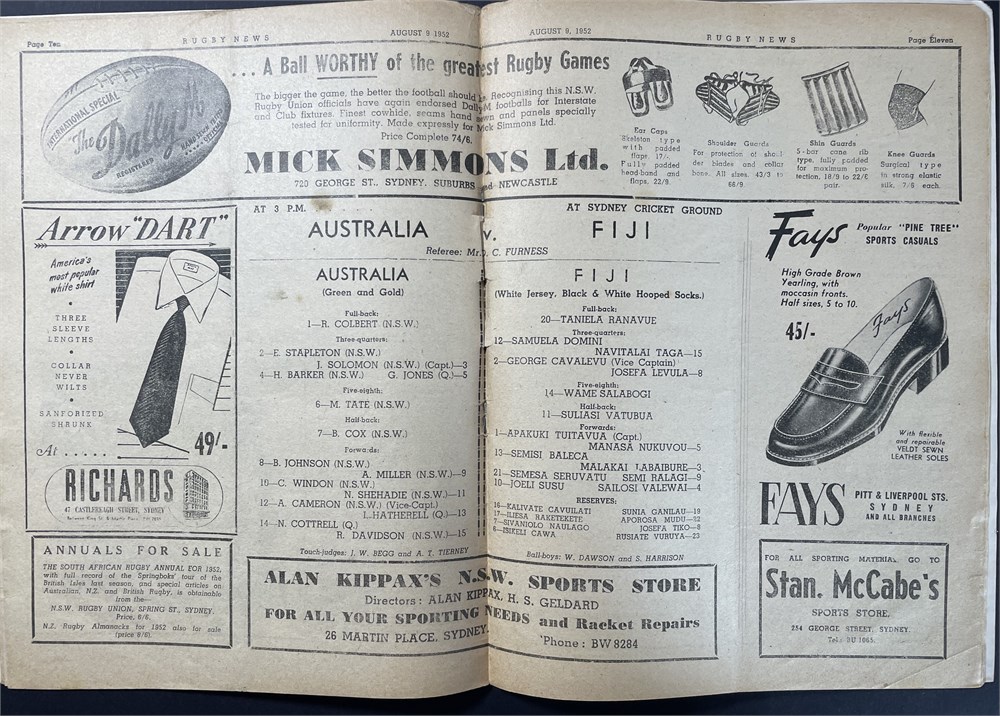 Page Ten
RUGBY NEWS
AUGUST 9 1952
AUGUST 9, 1952
RUGBY NEWS
Page Eleven
INTERNATIONAL SPECIAL
"The Dally M
REGISTERED
HAND SEWN
... A Ball WORTHY of the greatest Rugby Games
The bigger the game, the better the football should be. Recognising this N.S.W.
Rugby Union officials have again endorsed Dally M footballs for Interstate
and Club fixtures. Finest cowhide, seams hand sewn and panels specially
tested for uniformity. Made expressly for Mick Simmons Ltd.
Price Complete 74/6.
MICK SIMMONS Ltd.
720 GEORGE ST., SYDNEY. SUBURBS and NEWCASTLE
Ear Caps
Skeleton type
with padded
flaps, 17/-.
Fully padded
head-band and
flaps, 22/9.
Shoulder Guards
For protection of shoul-
der blades and collar
bone. All sizes. 43/3 to
66/9
Shin Guards
5-bar cane rib
type, fully padded
for maximum pro-
tection, 18/9 to 22/6
pair.
Knee Guards
Surgical type
in strong elastic
silk. 7/6 each.
Arrow "DART"
America's
most popular
white shirt
•
THREE
SLEEVE
LENGTHS
•
COLLAR
NEVER
WILTS
•
SANFORIZED
SHRUNK
At .....
49/-
RICHARDS
47 CASTLEREAGH STREET, SYDNEY
ANNUALS FOR SALE
THE SOUTH AFRICAN RUGBY ANNUAL FOR 1952,
with full record of the Springboks' tour of the
British Isles last season, and special articles on
Australian, N.Z. and British Rugby, is obtainable
from the—
N.S.W. RUGBY UNION, SPRING ST., SYDNEY.
Price, 6/6.
N.Z. Rugby Almanacks for 1952 also for sale
(price 6/6).
AT 3 P.M.
AT SYDNEY CRICKET GROUND
AUSTRALIA v. FIJI
Referee: Mr. D. C. FURNESS
AUSTRALIA
(Green and Gold)
Full-back:
1—R. COLBERT (N.S.W.)
Three-quarters:
2—E. STAPLETON (N.S.W.)
J. SOLOMON (N.S.W.) (Capt.)—3
4—H. BARKER (N.S.W.) G. JONES (Q.)—5
Five-eighth:
6—M. TATE (N.S.W.)
Half-back:
7—B. COX (N.S.W.)
Forwards:
8—B. JOHNSON (N.S.W.)
A. MILLER (N.S.W.)—9
10—C. WINDON (N.S.W.)
N. SHEHADIE (N.S.W.)—11
12—A. CAMERON (N.S.W.) (Vice-Capt.)
L. HATHERELL (Q.)—13
14—N. COTTRELL (Q.)
R. DAVIDSON (N.S.W.)—15
Touch-judges: J. W. BEGG and A. T. TIERNEY
FIJI
(White Jersey, Black & White Hooped Socks.)
Full-back:
20—TANIELA RANAVUE
Three-quarters:
12—SAMUELA DOMINI
NAVITALAI TAGA—15
2—GEORGE CAVALEVU (Vice Captain)
JOSEFA LEVULA—8
Five-eighth:
14—WAME SALABOGI
Half-back:
11—SULIASI VATUBUA
Forwards:
1—APAKUKI TUITAVUA (Capt.)
MANASA NUKUVOU—5
13—SEMISI BALECA
MALAKAI LABAIBURE—3
21—SEMESA SERUVATU SEMI RALAGI—9
10—JOELI SUSU SAILOSI VALEWAI—4
RESERVES:
16—KALIVATE CAVUILATI SUNIA GANILAU—19
17—ILIESA RAKETEKETE APOROSA MUDU—22
7—SIVANIOLO NAULAGO JOSEFA TIKO—8
6—ESIKELI CAWA RUSIATE VURUYA—23
Ball-boys: W. DAWSON and S. HARRISON
ALAN KIPPAX'S N.S.W. SPORTS STORE
Directors: ALAN KIPPAX, H. S. GELDARD
FOR ALL YOUR SPORTING NEEDS and Racket Repairs
26 MARTIN PLACE, SYDNEY. 'Phone: BW 8284
Fays Popular "PINE TREE"
SPORTS CASUALS
High Grade Brown
Yearling, with
moccasin fronts.
Half sizes, 5 to 10.
45/-
Fays
With flexible
and repairable
VELDT SEWN
LEATHER SOLES
FAYS PITT & LIVERPOOL STS.
SYDNEY
AND ALL BRANCHES
FOR ALL SPORTING MATERIAL GO TO
Stan. McCabe's
SPORTS STORE,
254 GEORGE STREET, SYDNEY.
Tel.: BU 1065.